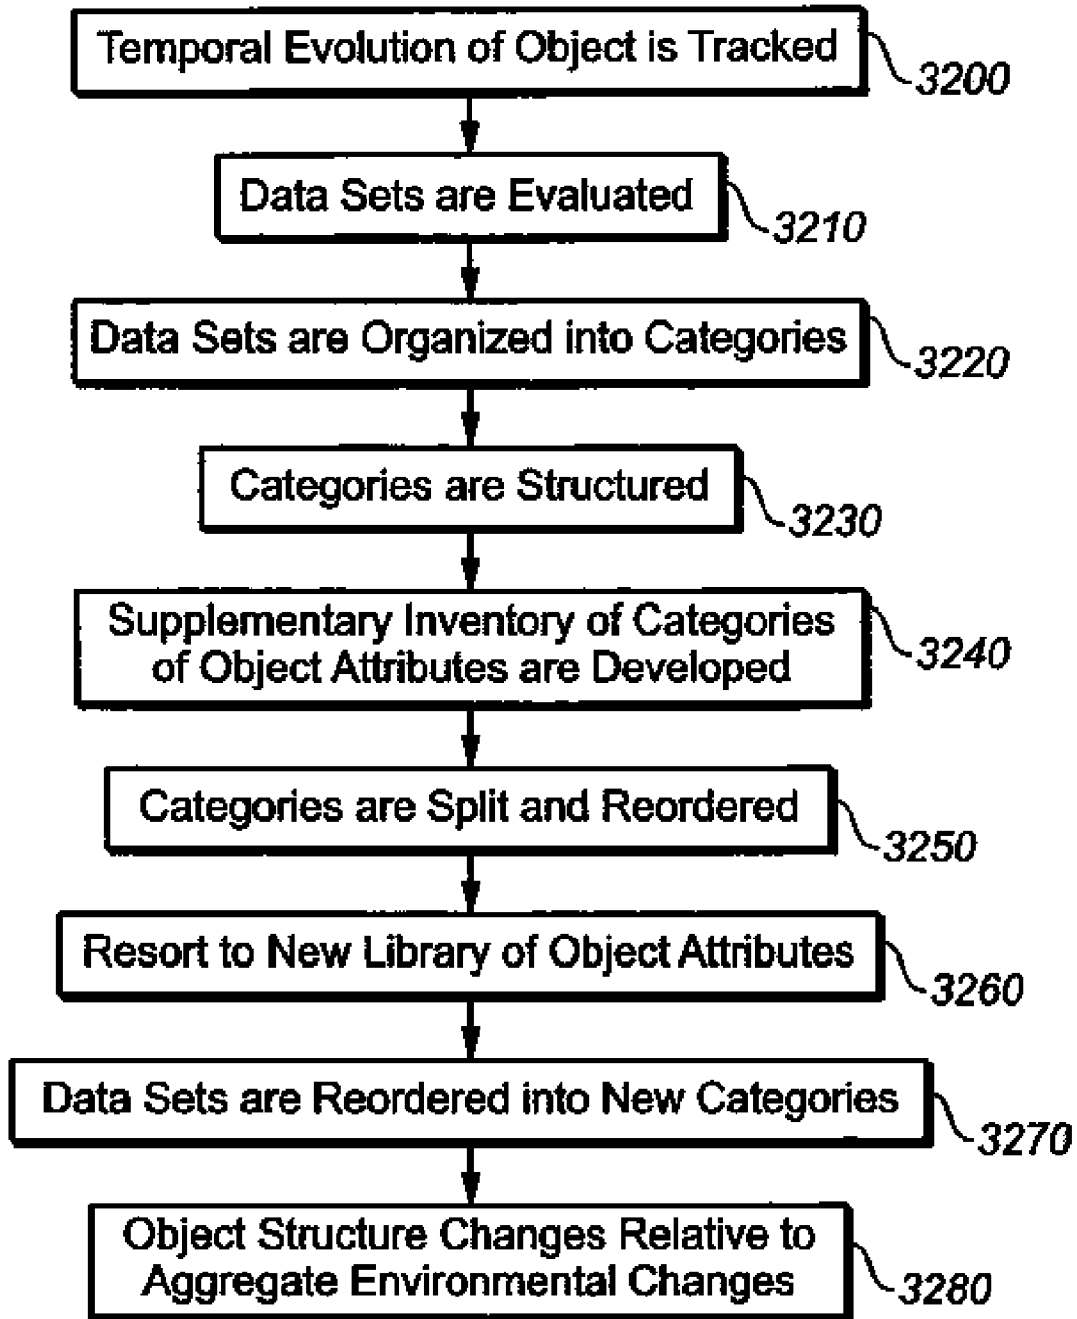 Temporal Evolution of Object is Tracked
3200
Data Sets are Evaluated
3210
Data Sets are Organized into Categories
3220
Categories are Structured
3230
Supplementary Inventory of Categories
of Object Attributes are Developed
3240
Categories are Split and Reordered
3250
Resort to New Library of Object Attributes
3260
Data Sets are Reordered into New Categories
3270
Object Structure Changes Relative to
Aggregate Environmental Changes
3280